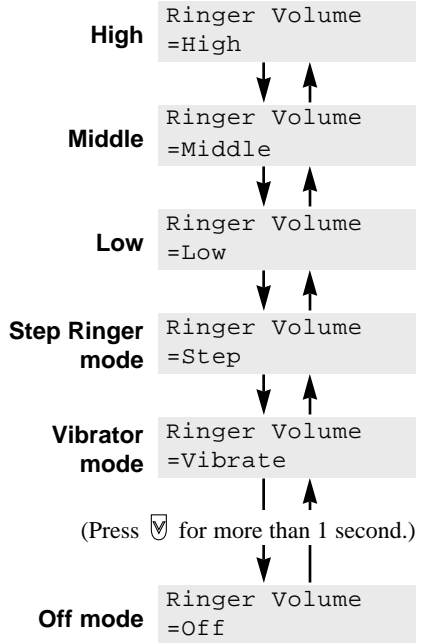 High
Ringer Volume
=High
Middle
Ringer Volume
=Middle
Low
Ringer Volume
=Low
Step Ringer
mode
Ringer Volume
=Step
Vibrator
mode
Ringer Volume
=Vibrate
(Press for more than 1 second.)
Off mode
Ringer Volume
=Off